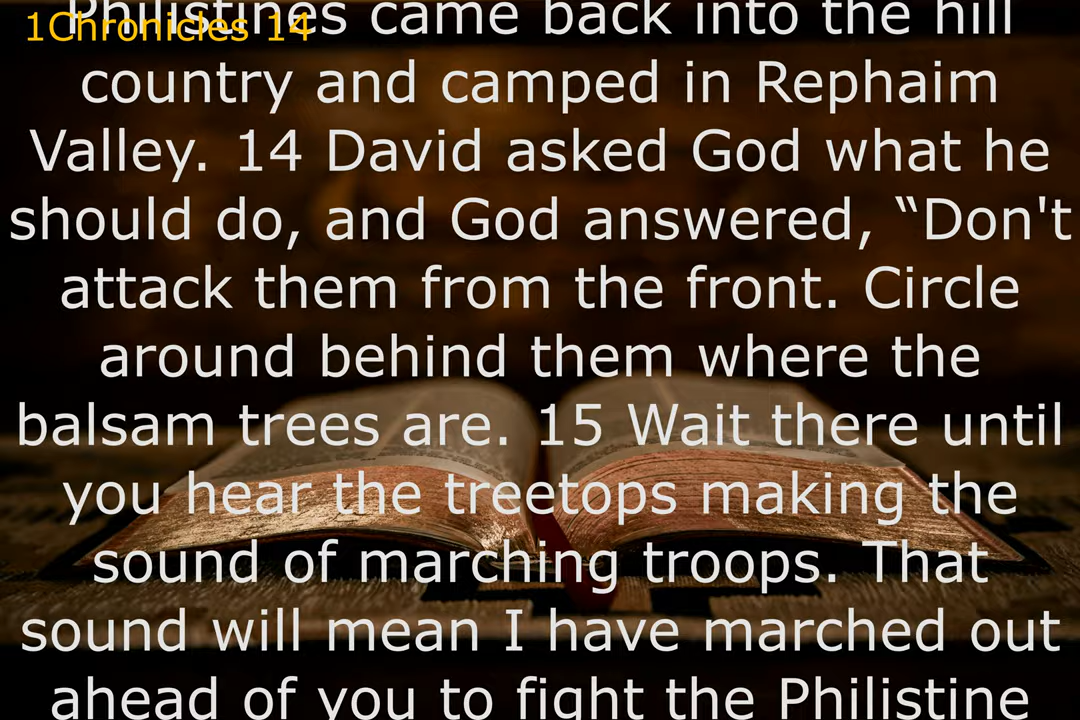 1Chronicles 14
Philistines came back into the hill
country and camped in Rephaim
Valley. 14 David asked God what he
should do, and God answered, “Don't
attack them from the front. Circle
around behind them where the
balsam trees are. 15 Wait there until
you hear the treetops making the
sound of marching troops. That
sound will mean I have marched out
ahead of you to fight the Philistine